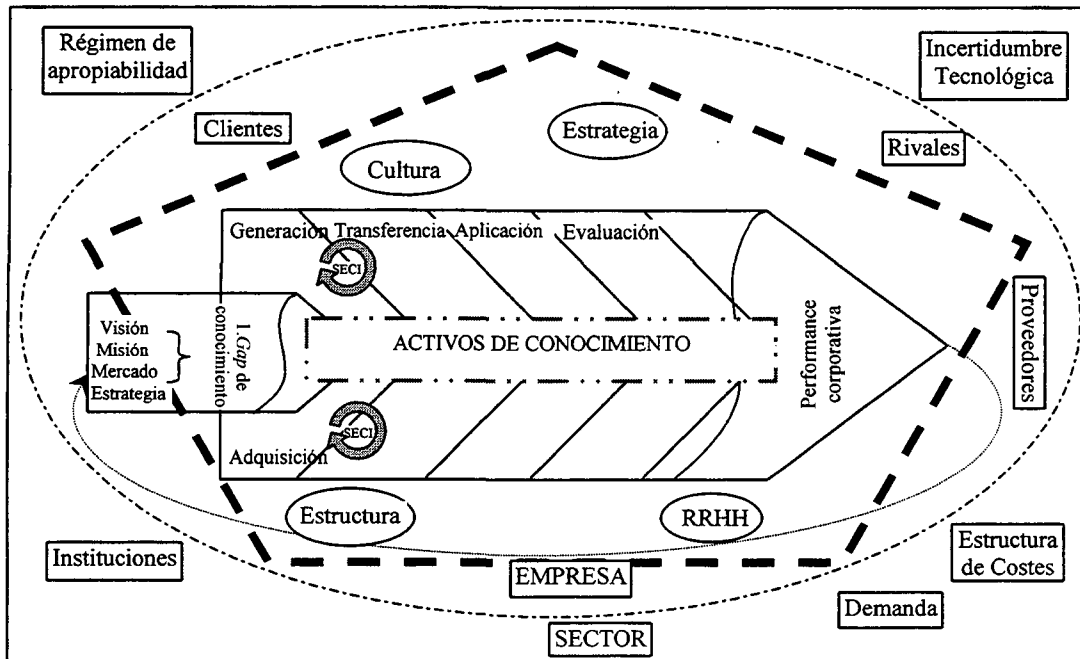 Régimen de
apropiabilidad
Incertidumbre
Tecnológica
Clientes
Estrategia
Rivales
Cultura
Generación Transferencia Aplicación Evaluación
SECI
Visión
Misión
Mercado
Estrategia
1.Gap de
conocimiento
ACTIVOS DE CONOCIMIENTO
Performance
corporativa
Proveedores
SECI
Adquisición
Estructura
RRHH
Instituciones
EMPRESA
Estructura
de Costes
Demanda
SECTOR